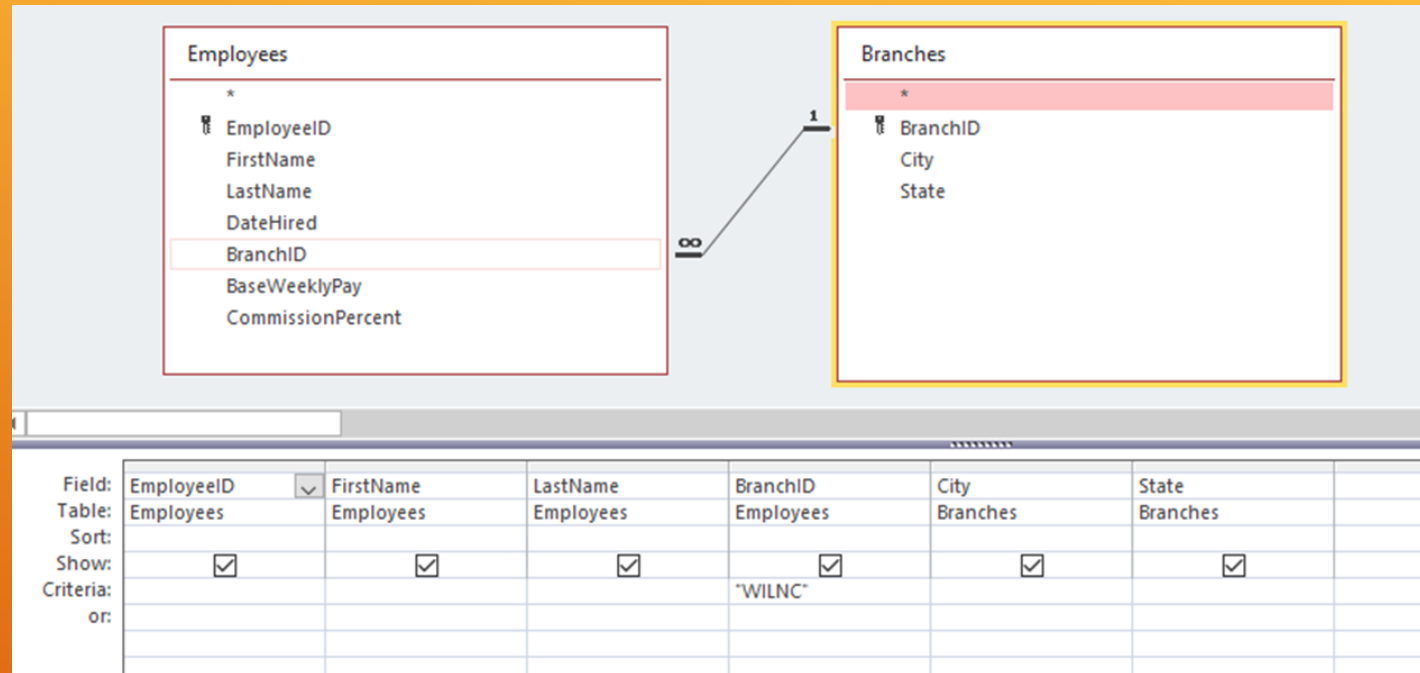 Employees
*
EmployeeID
FirstName
LastName
DateHired
BranchID
BaseWeeklyPay
CommissionPercent
∞
1
Branches
*
BranchID
City
State
Field: EmployeeID FirstName LastName BranchID City State
Table: Employees Employees Employees Employees Branches Branches
Sort:
Show:
Criteria: "WILNC"
or: